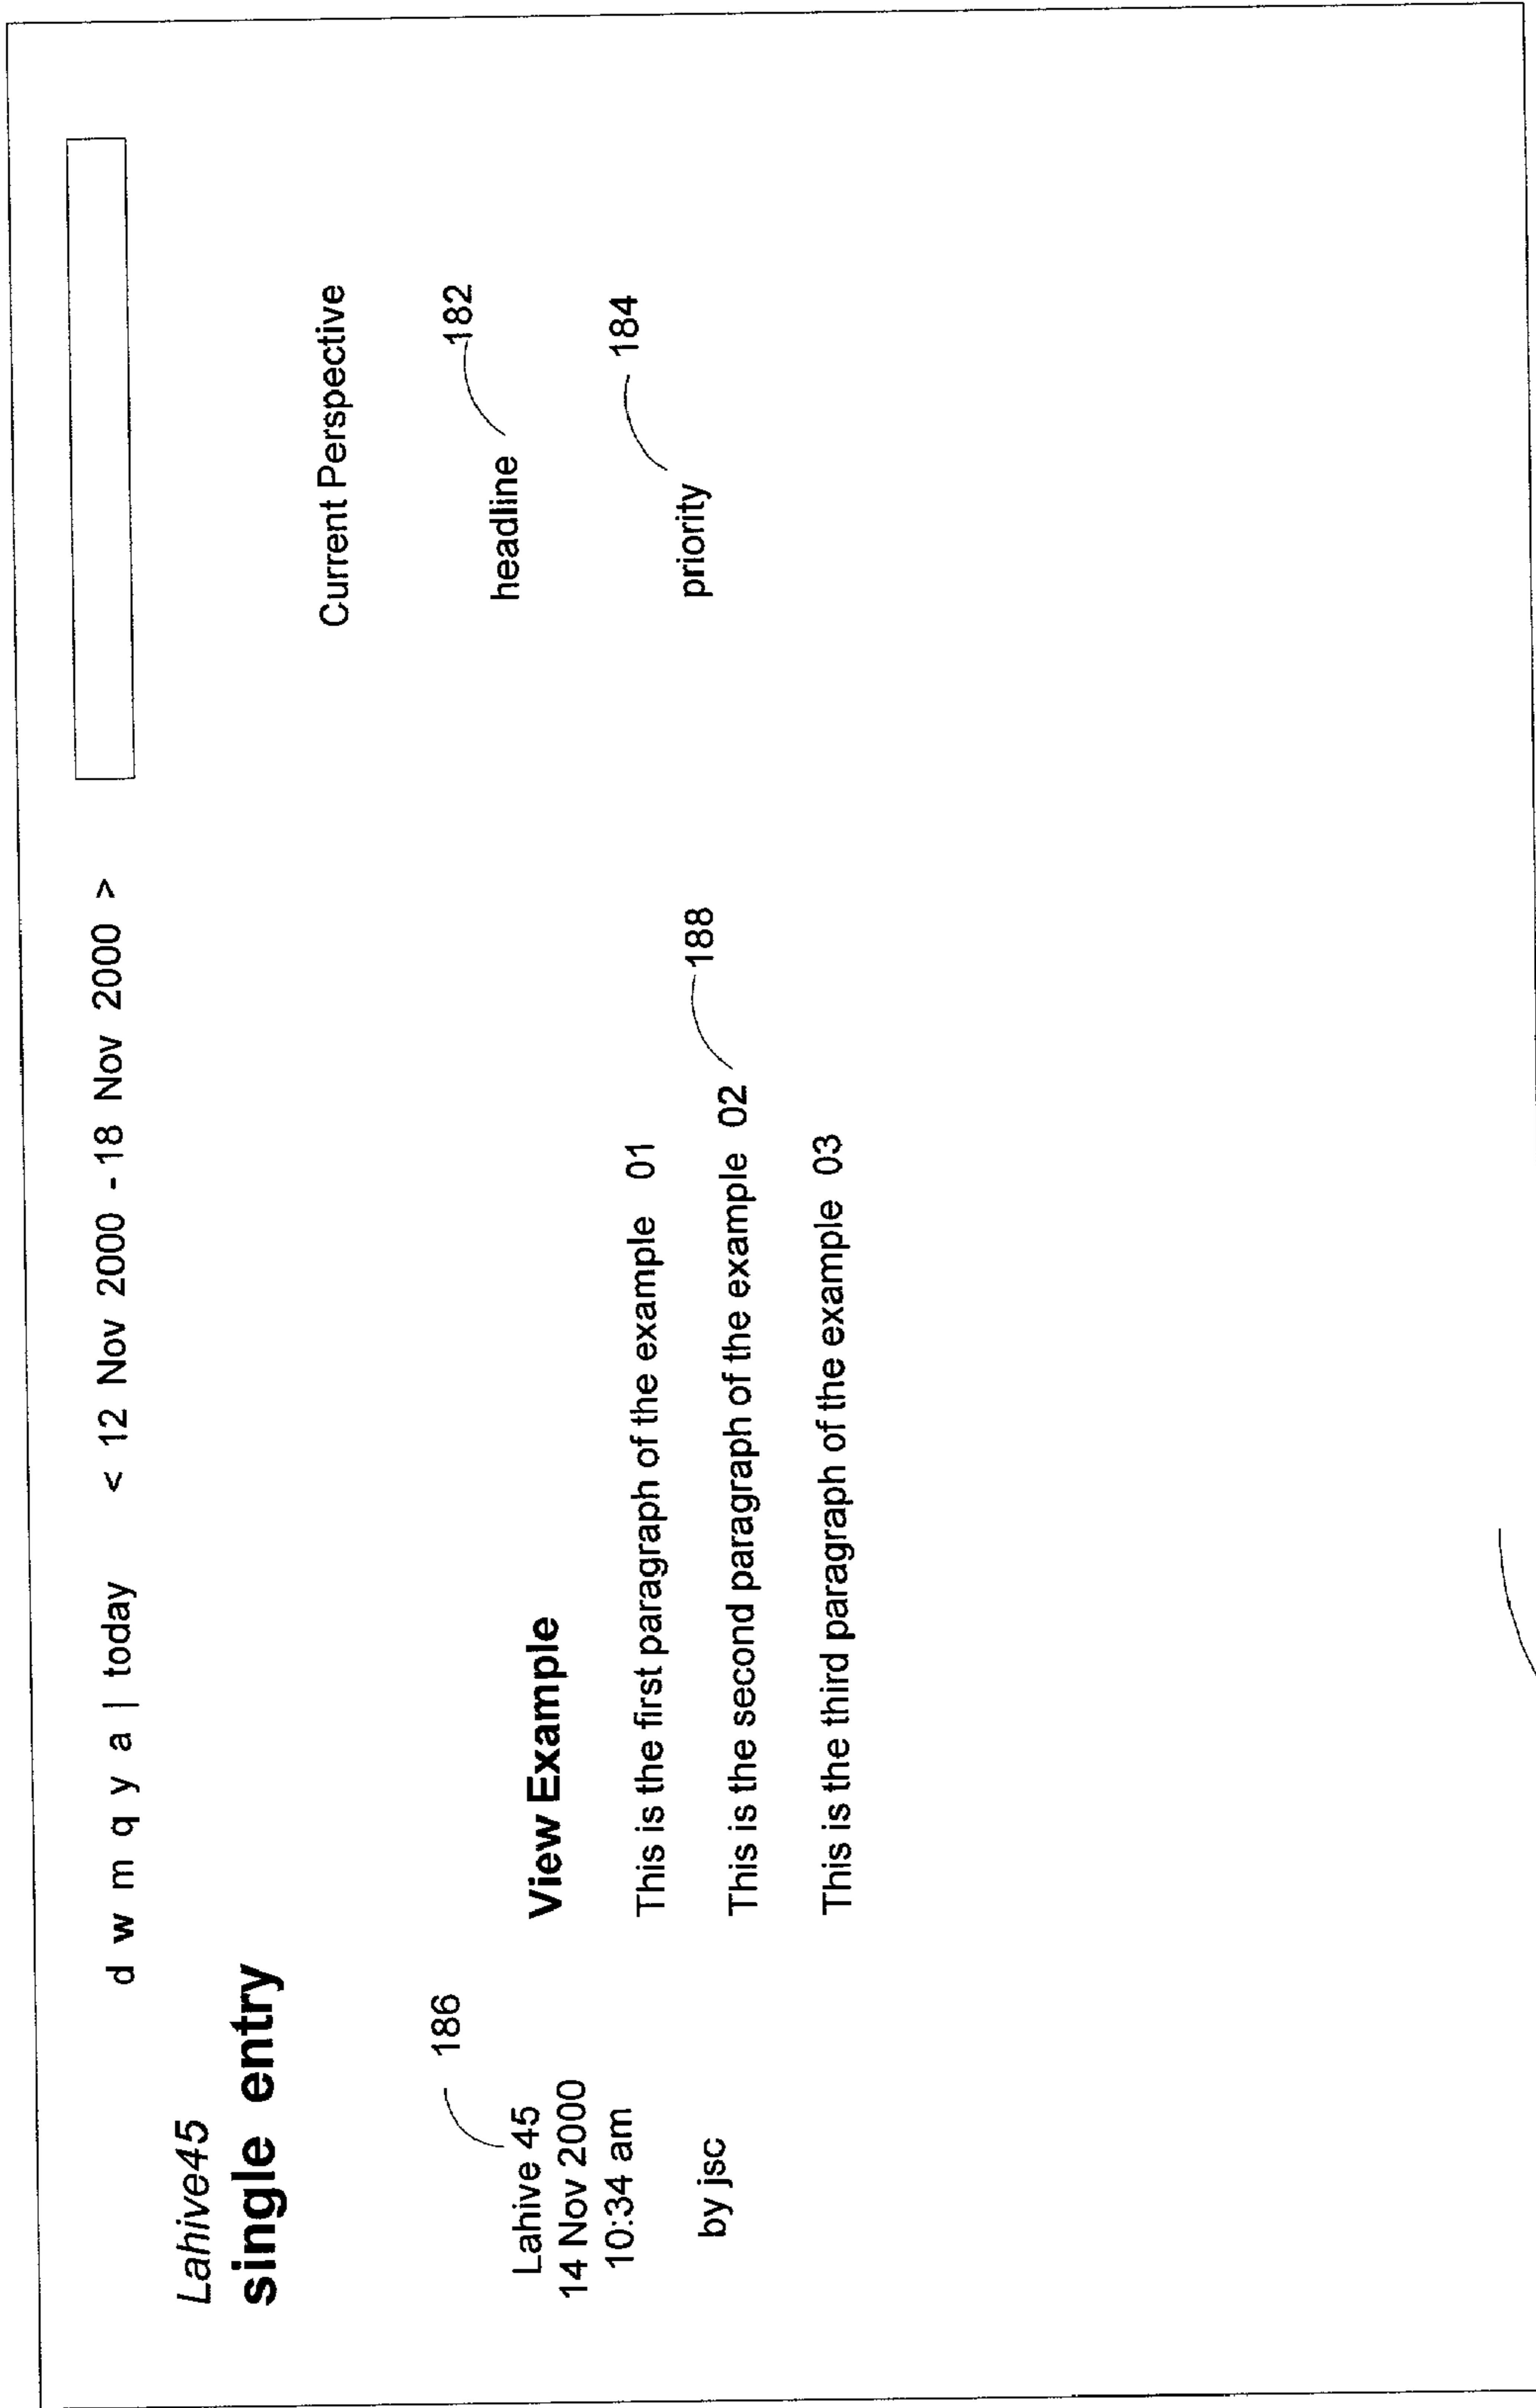 d w m q y a | today < 12 Nov 2000 - 18 Nov 2000 >
Lahive45
single entry
Current Perspective
186
182
Lahive 45
14 Nov 2000
10:34 am
by jsc
View Example
This is the first paragraph of the example 01
This is the second paragraph of the example 02
188
This is the third paragraph of the example 03
headline
184
priority